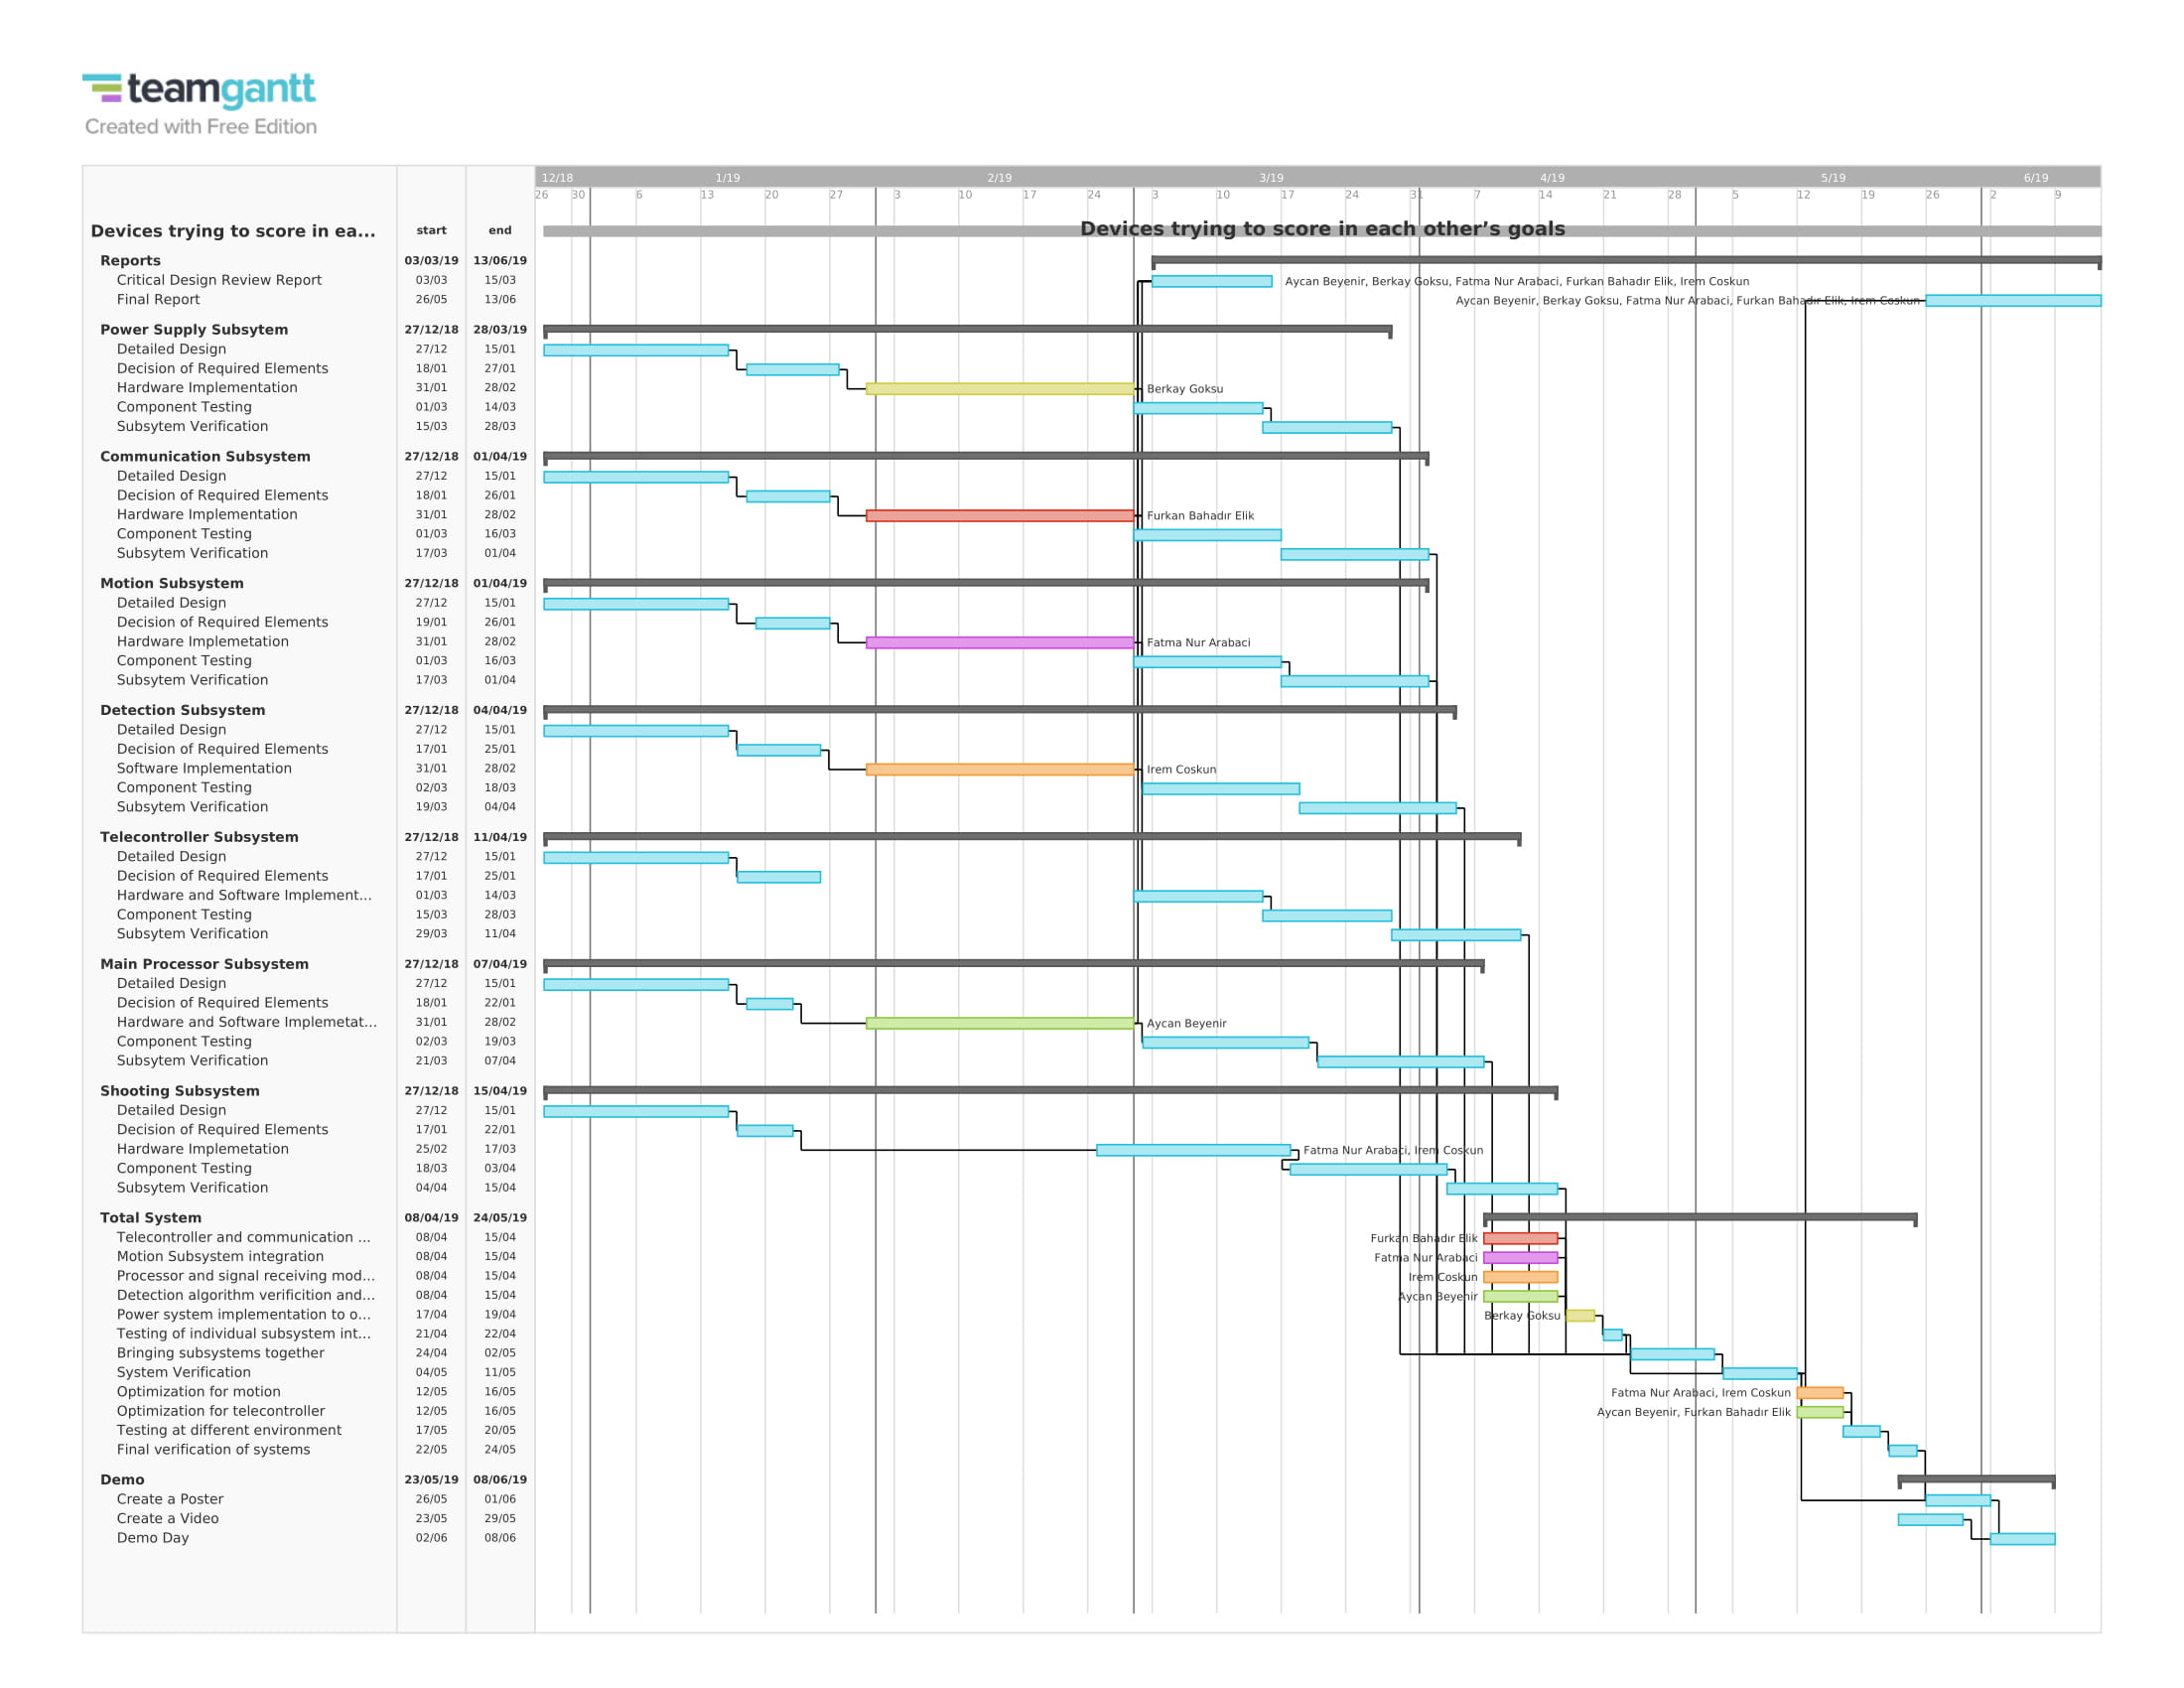 teamgantt
Created with Free Edition
12/18 1/19 2/19 3/19 4/19 5/19 6/19
26 30 6 13 20 27 3 10 17 24 3 10 17 24 31 7 14 21 28 5 12 19 26 2 9
Devices trying to score in ea... start end Devices trying to score in each other's goals
Reports 03/03/19 13/06/19
Critical Design Review Report 03/03 15/03 Aycan Beyenir, Berkay Goksu, Fatma Nur Arabaci, Furkan Bahadır Elik, Irem Coskun
Final Report 26/05 13/06 Aycan Beyenir, Berkay Goksu, Fatma Nur Arabaci, Furkan Bahadır Elik, Irem Coskun
Power Supply Subsytem 27/12/18 28/03/19
Detailed Design 27/12 15/01
Decision of Required Elements 18/01 27/01
Hardware Implementation 31/01 28/02 Berkay Goksu
Component Testing 01/03 14/03
Subsytem Verification 15/03 28/03
Communication Subsystem 27/12/18 01/04/19
Detailed Design 27/12 15/01
Decision of Required Elements 18/01 26/01
Hardware Implementation 31/01 28/02 Furkan Bahadır Elik
Component Testing 01/03 16/03
Subsytem Verification 17/03 01/04
Motion Subsystem 27/12/18 01/04/19
Detailed Design 27/12 15/01
Decision of Required Elements 19/01 26/01
Hardware Implemetation 31/01 28/02 Fatma Nur Arabaci
Component Testing 01/03 16/03
Subsytem Verification 17/03 01/04
Detection Subsystem 27/12/18 04/04/19
Detailed Design 27/12 15/01
Decision of Required Elements 17/01 25/01
Software Implementation 31/01 28/02 Irem Coskun
Component Testing 02/03 18/03
Subsytem Verification 19/03 04/04
Telecontroller Subsystem 27/12/18 11/04/19
Detailed Design 27/12 15/01
Decision of Required Elements 17/01 25/01
Hardware and Software Implement... 01/03 14/03
Component Testing 15/03 28/03
Subsytem Verification 29/03 11/04
Main Processor Subsystem 27/12/18 07/04/19
Detailed Design 27/12 15/01
Decision of Required Elements 18/01 22/01
Hardware and Software Implemetat... 31/01 28/02 Aycan Beyenir
Component Testing 02/03 19/03
Subsytem Verification 21/03 07/04
Shooting Subsystem 27/12/18 15/04/19
Detailed Design 27/12 15/01
Decision of Required Elements 17/01 22/01
Hardware Implemetation 25/02 17/03 Fatma Nur Arabaci, Irem Coskun
Component Testing 18/03 03/04
Subsytem Verification 04/04 15/04
Total System 08/04/19 24/05/19
Telecontroller and communication ... 08/04 15/04 Furkan Bahadır Elik
Motion Subsystem integration 08/04 15/04 Fatma Nur Arabaci
Processor and signal receiving mod... 08/04 15/04 Irem Coskun
Detection algorithm verificition and... 08/04 15/04 Aycan Beyenir
Power system implementation to o... 17/04 19/04 Berkay Goksu
Testing of individual subsystem int... 21/04 22/04
Bringing subsystems together 24/04 02/05
System Verification 04/05 11/05
Optimization for motion 12/05 16/05 Fatma Nur Arabaci, Irem Coskun
Optimization for telecontroller 12/05 16/05 Aycan Beyenir, Furkan Bahadır Elik
Testing at different environment 17/05 20/05
Final verification of systems 22/05 24/05
Demo 23/05/19 08/06/19
Create a Poster 26/05 01/06
Create a Video 23/05 29/05
Demo Day 02/06 08/06